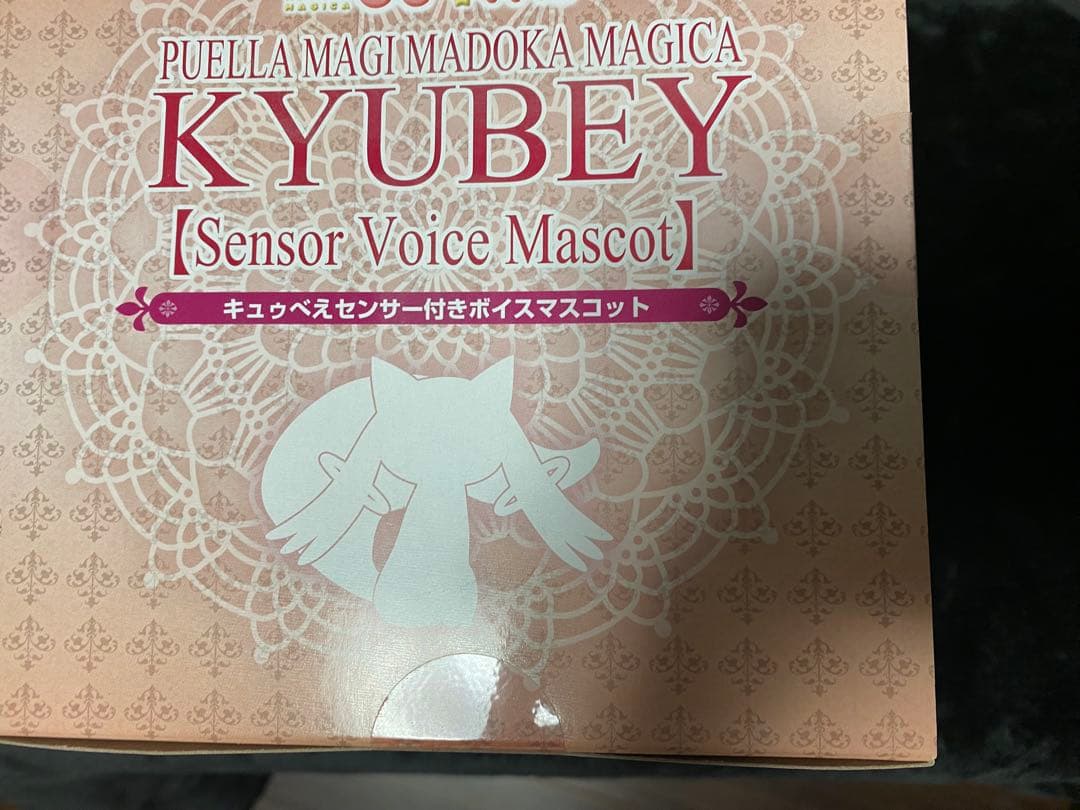 MAGICA
PUELLA MAGI MADOKA MAGICA
KYUBEY
【Sensor Voice Mascot】
キュゥべえセンサー付きボイスマスコット